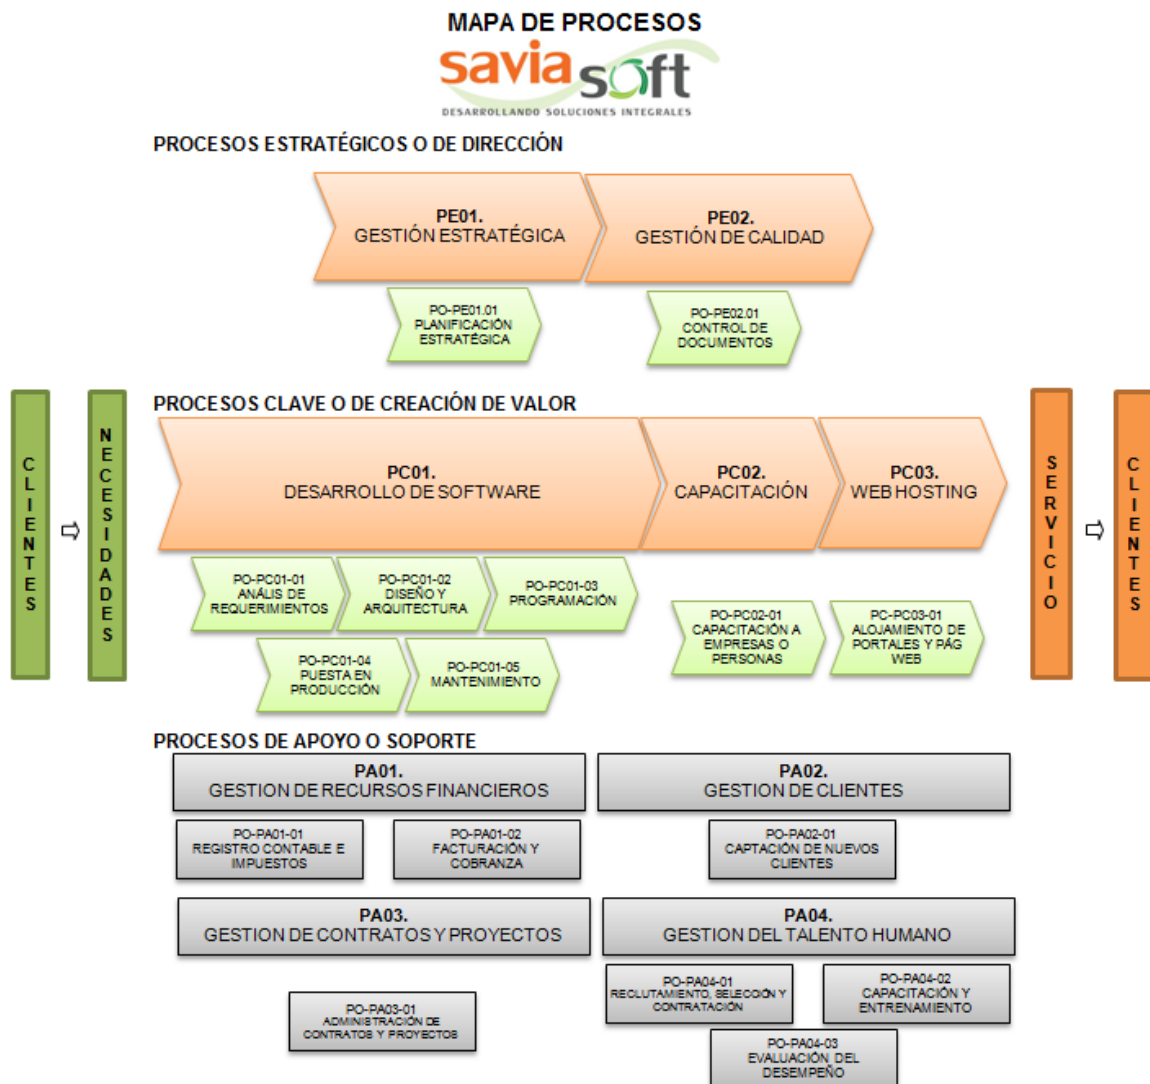 MAPA DE PROCESOS
savia soft
DESARROLLANDO SOLUCIONES INTEGRALES
PROCESOS ESTRATÉGICOS O DE DIRECCIÓN
PE01.
GESTIÓN ESTRATÉGICA
PE02.
GESTIÓN DE CALIDAD
PO-PE01.01
PLANIFICACIÓN
ESTRATÉGICA
PO-PE02.01
CONTROL DE
DOCUMENTOS
CLIENTES
NECESIDADES
PROCESOS CLAVE O DE CREACIÓN DE VALOR
PC01.
DESARROLLO DE SOFTWARE
PC02.
CAPACITACIÓN
PC03.
WEB HOSTING
PO-PC01-01
ANÁLIS DE
REQUERIMIENTOS
PO-PC01-02
DISEÑO Y
ARQUITECTURA
PO-PC01-03
PROGRAMACIÓN
PO-PC01-04
PUESTA EN
PRODUCCIÓN
PO-PC01-05
MANTENIMIENTO
PO-PC02-01
CAPACITACIÓN A
EMPRESAS O
PERSONAS
PC-PC03-01
ALOJAMIENTO DE
PORTALES Y PÁG
WEB
SERVICIO
CLIENTES
PROCESOS DE APOYO O SOPORTE
PA01.
GESTION DE RECURSOS FINANCIEROS
PA02.
GESTION DE CLIENTES
PO-PA01-01
REGISTRO CONTABLE E
IMPUESTOS
PO-PA01-02
FACTURACIÓN Y
COBRANZA
PO-PA02-01
CAPTACIÓN DE NUEVOS
CLIENTES
PA03.
GESTION DE CONTRATOS Y PROYECTOS
PA04.
GESTION DEL TALENTO HUMANO
PO-PA03-01
ADMINISTRACIÓN DE
CONTRATOS Y PROYECTOS
PO-PA04-01
RECLUTAMIENTO, SELECCIÓN Y
CONTRATACIÓN
PO-PA04-02
CAPACITACIÓN Y
ENTRENAMIENTO
PO-PA04-03
EVALUACIÓN DEL
DESEMPEÑO